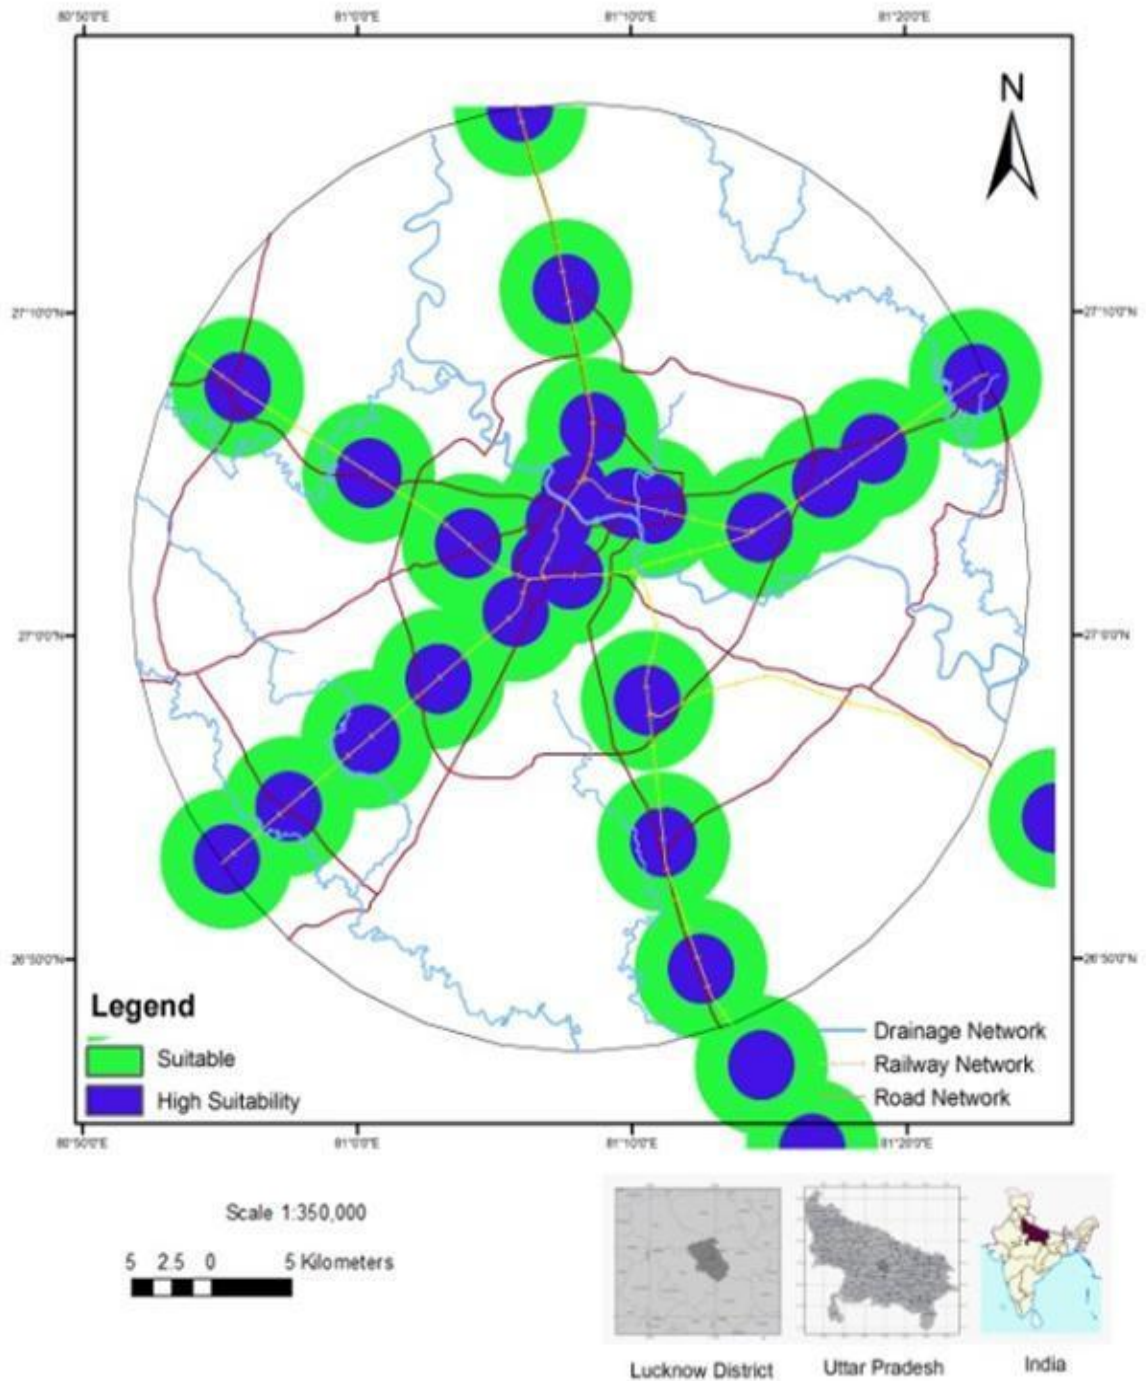 80°50'0"E 81°0'0"E 81°10'0"E 81°20'0"E
N
27°10'0"N 27°10'0"N
27°0'0"N 27°0'0"N
26°50'0"N 26°50'0"N
Legend
Suitable
High Suitability
Drainage Network
Railway Network
Road Network
80°50'0"E 81°0'0"E 81°10'0"E 81°20'0"E
Scale 1:350,000
5 2.5 0 5 Kilometers
Lucknow District
Uttar Pradesh
India